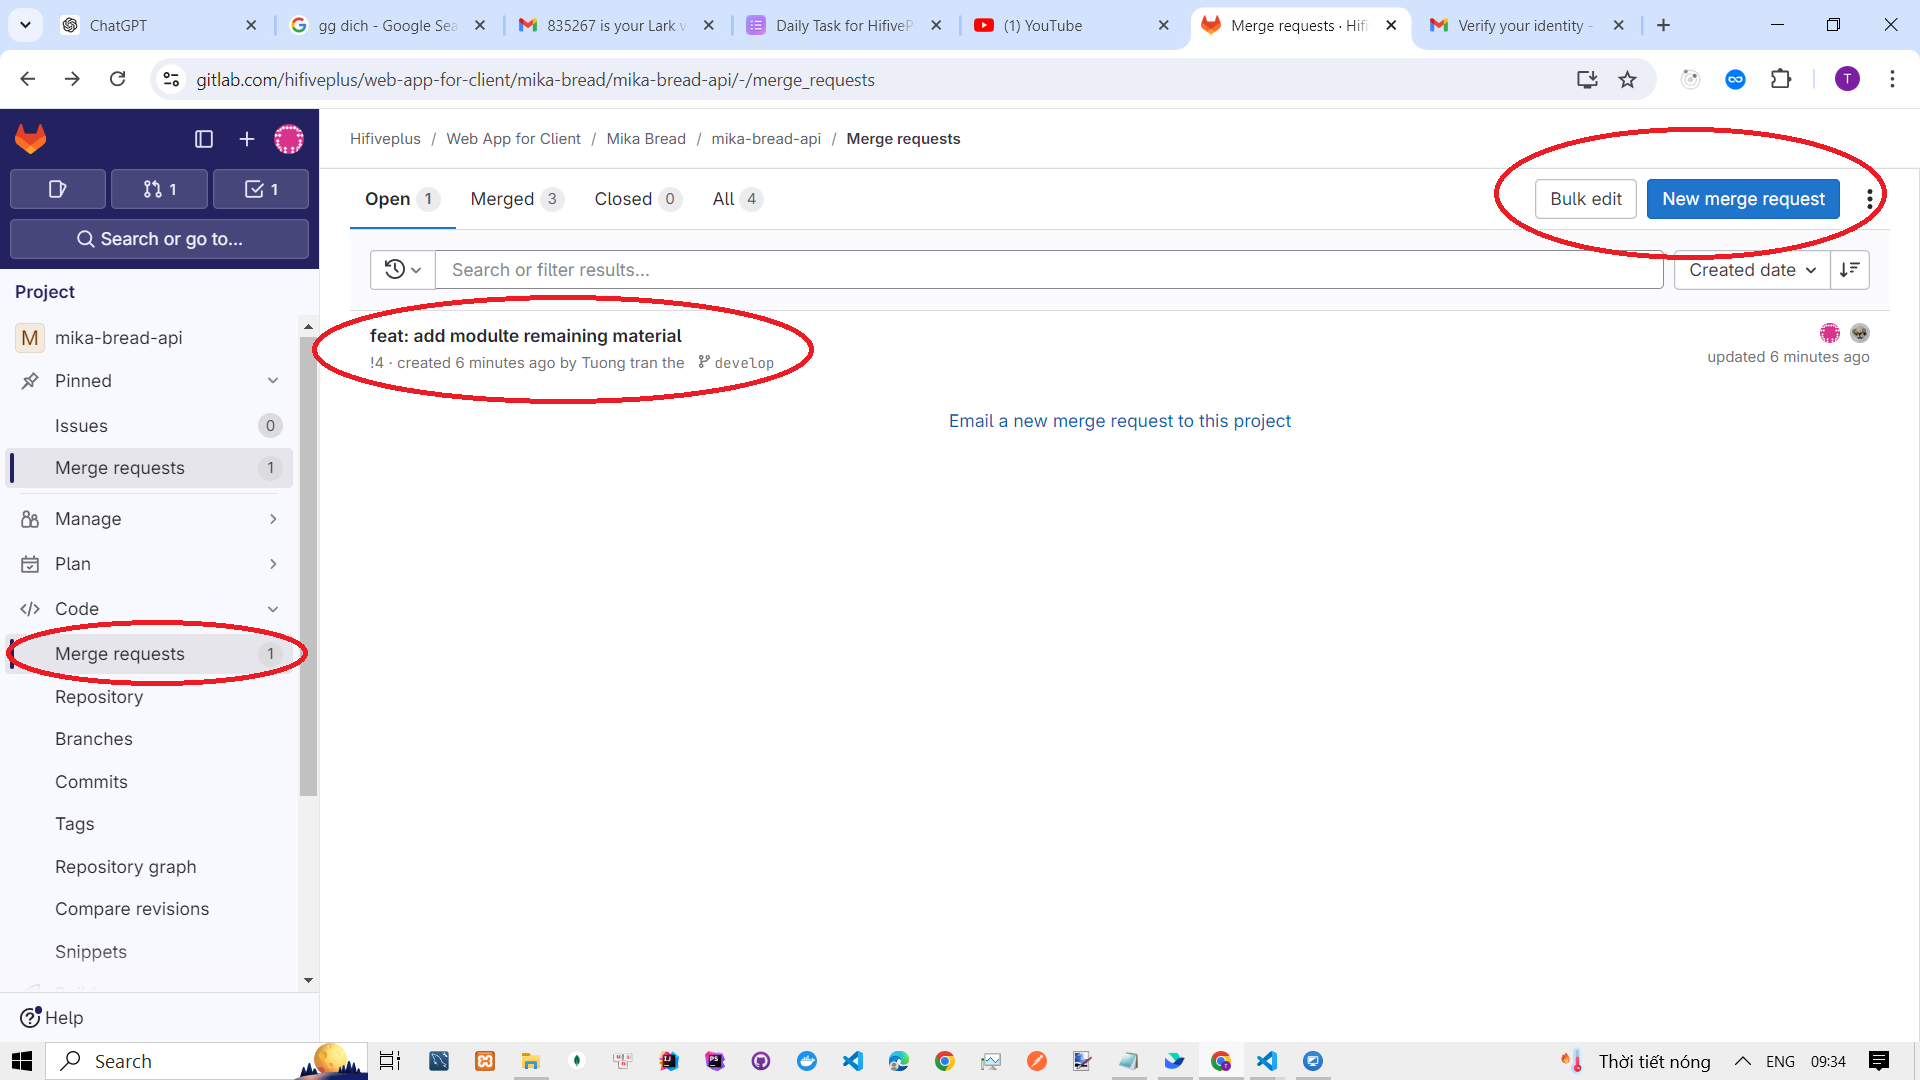 ChatGPT
gg dich - Google Sea
835267 is your Lark v
Daily Task for HifiveP
(1) YouTube
Merge requests · Hifi
Verify your identity -
gitlab.com/hifiveplus/web-app-for-client/mika-bread/mika-bread-api/-/merge_requests
T
1
1
Search or go to...
Project
M mika-bread-api
Pinned
Issues 0
Merge requests 1
Manage
Plan
Code
Merge requests 1
Repository
Branches
Commits
Tags
Repository graph
Compare revisions
Snippets
Help
Hifiveplus / Web App for Client / Mika Bread / mika-bread-api / Merge requests
Open 1 Merged 3 Closed 0 All 4
Bulk edit
New merge request
Search or filter results...
Created date
feat: add modulte remaining material
!4 · created 6 minutes ago by Tuong tran the develop
updated 6 minutes ago
Email a new merge request to this project
Search
Thời tiết nóng
ENG
09:34